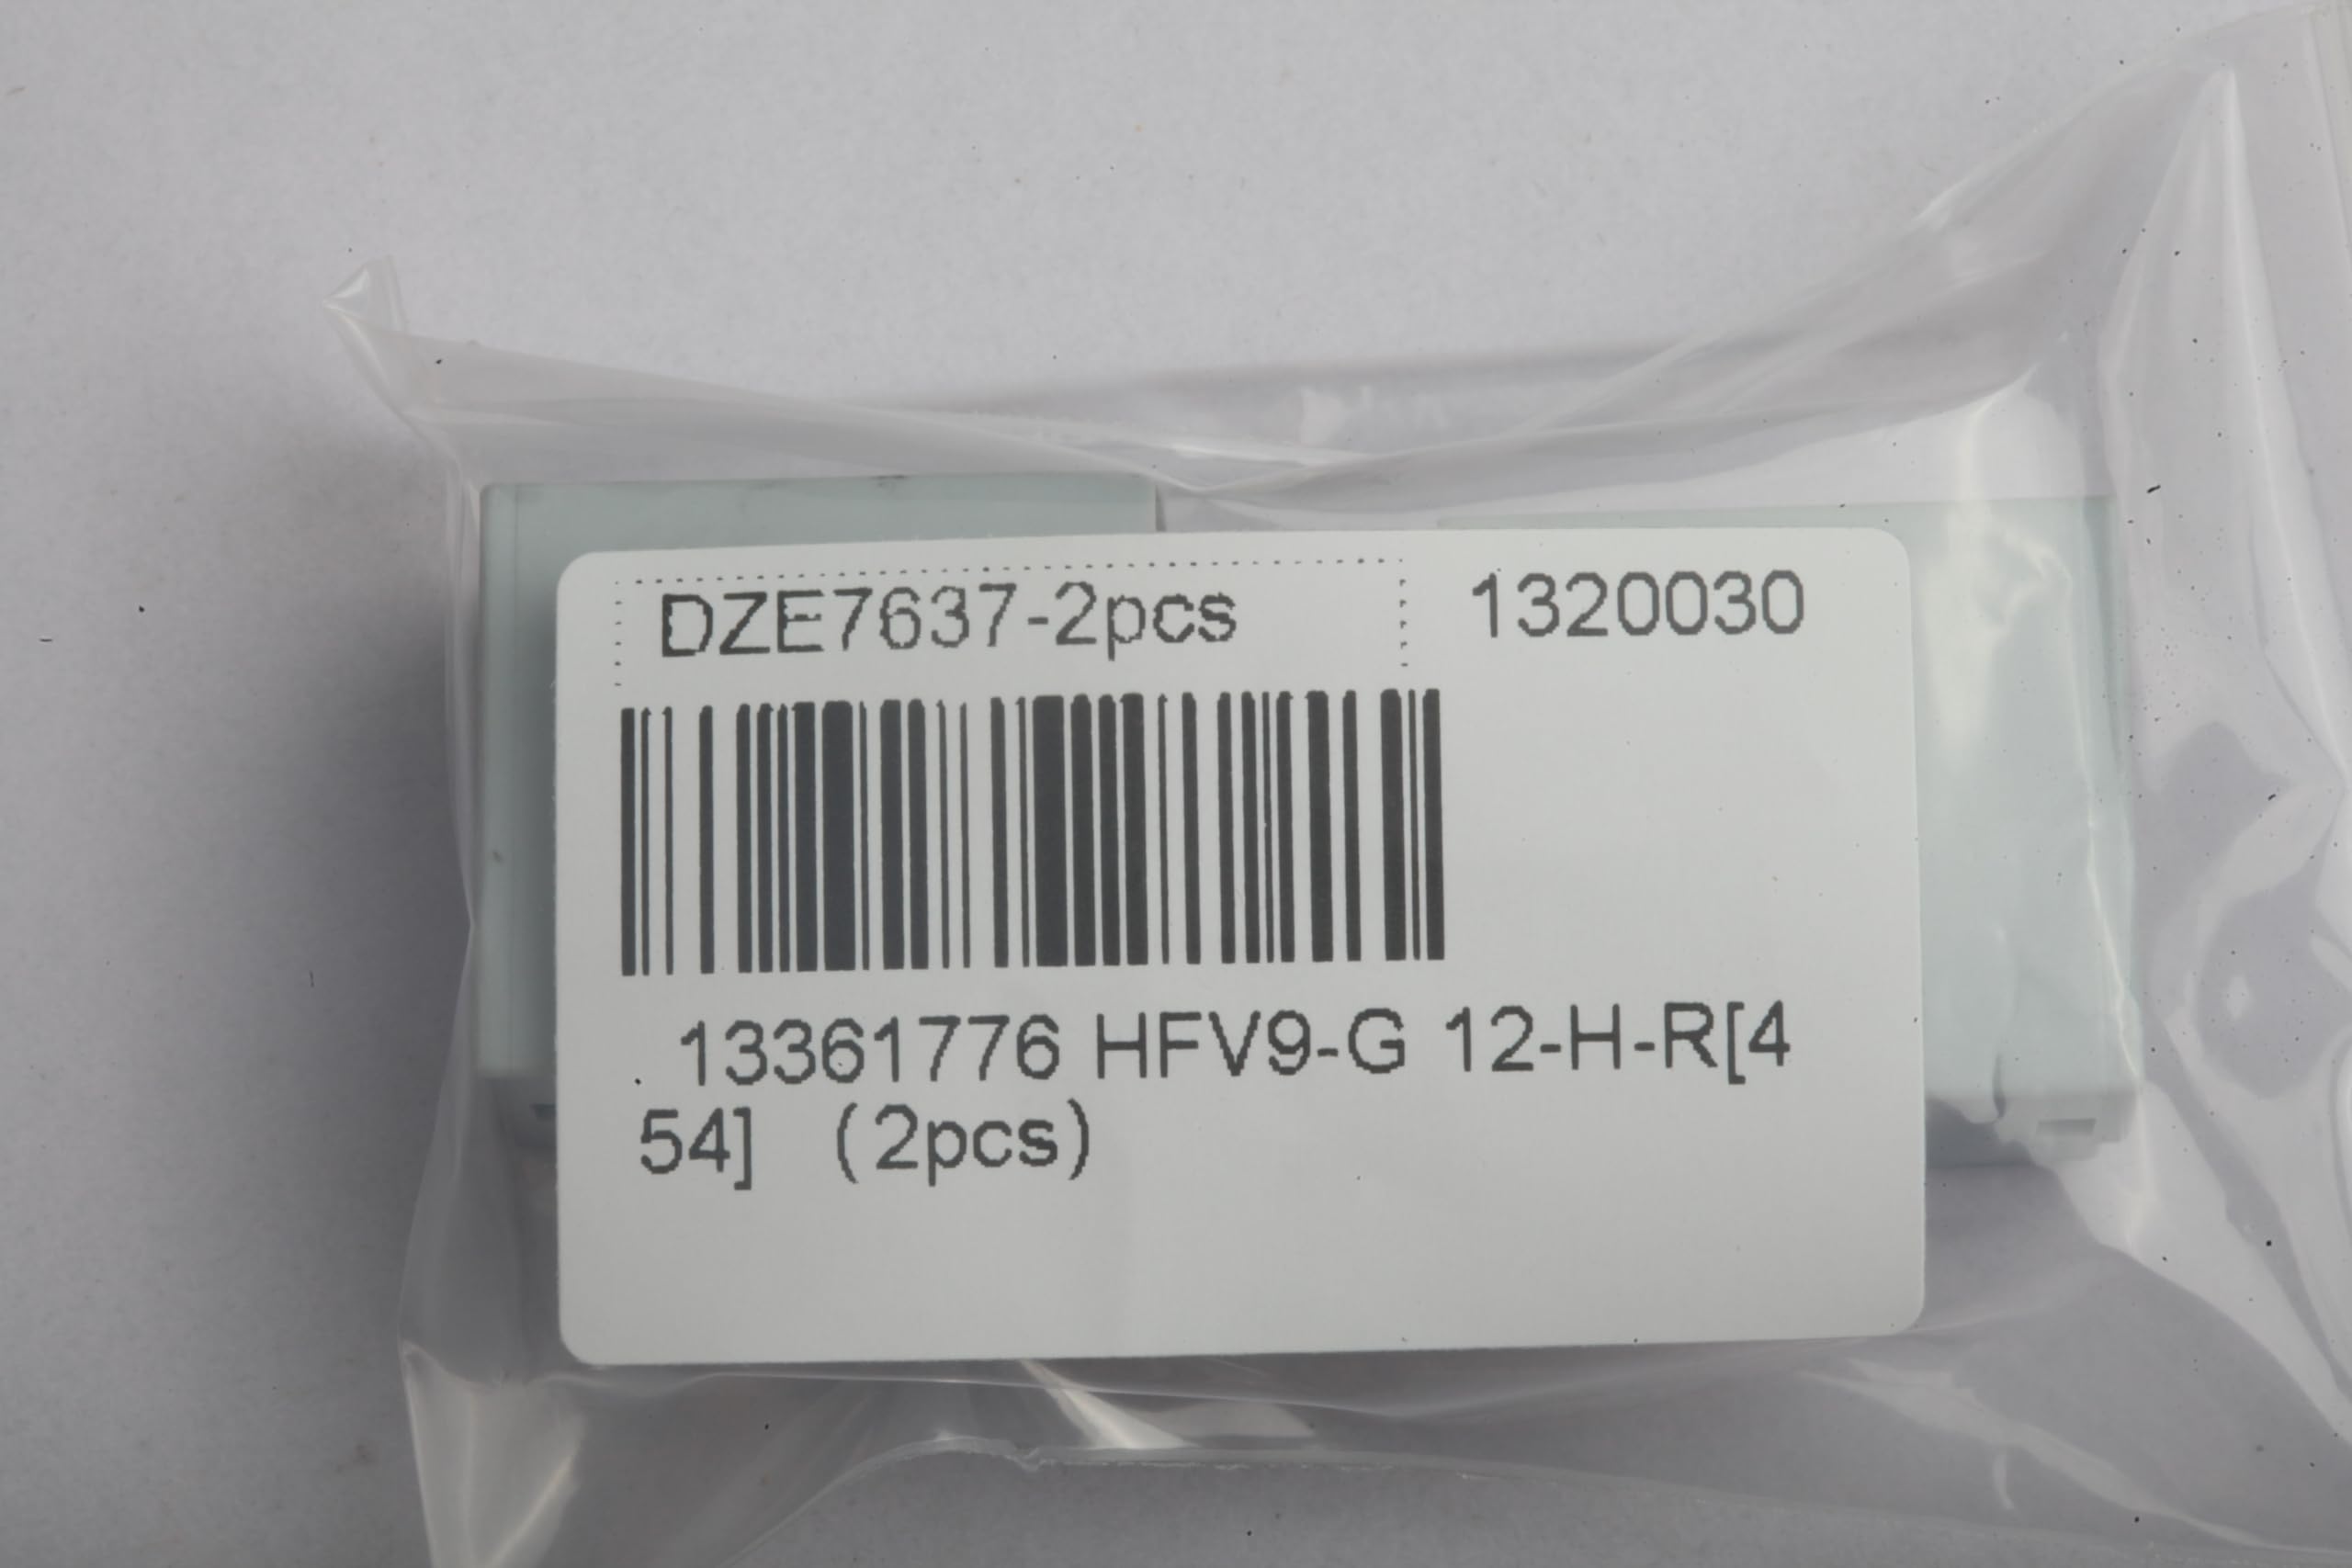 DZE7637-2pcs 1320030
13361776 HFV9-G 12-H-R[4
54] (2pcs)